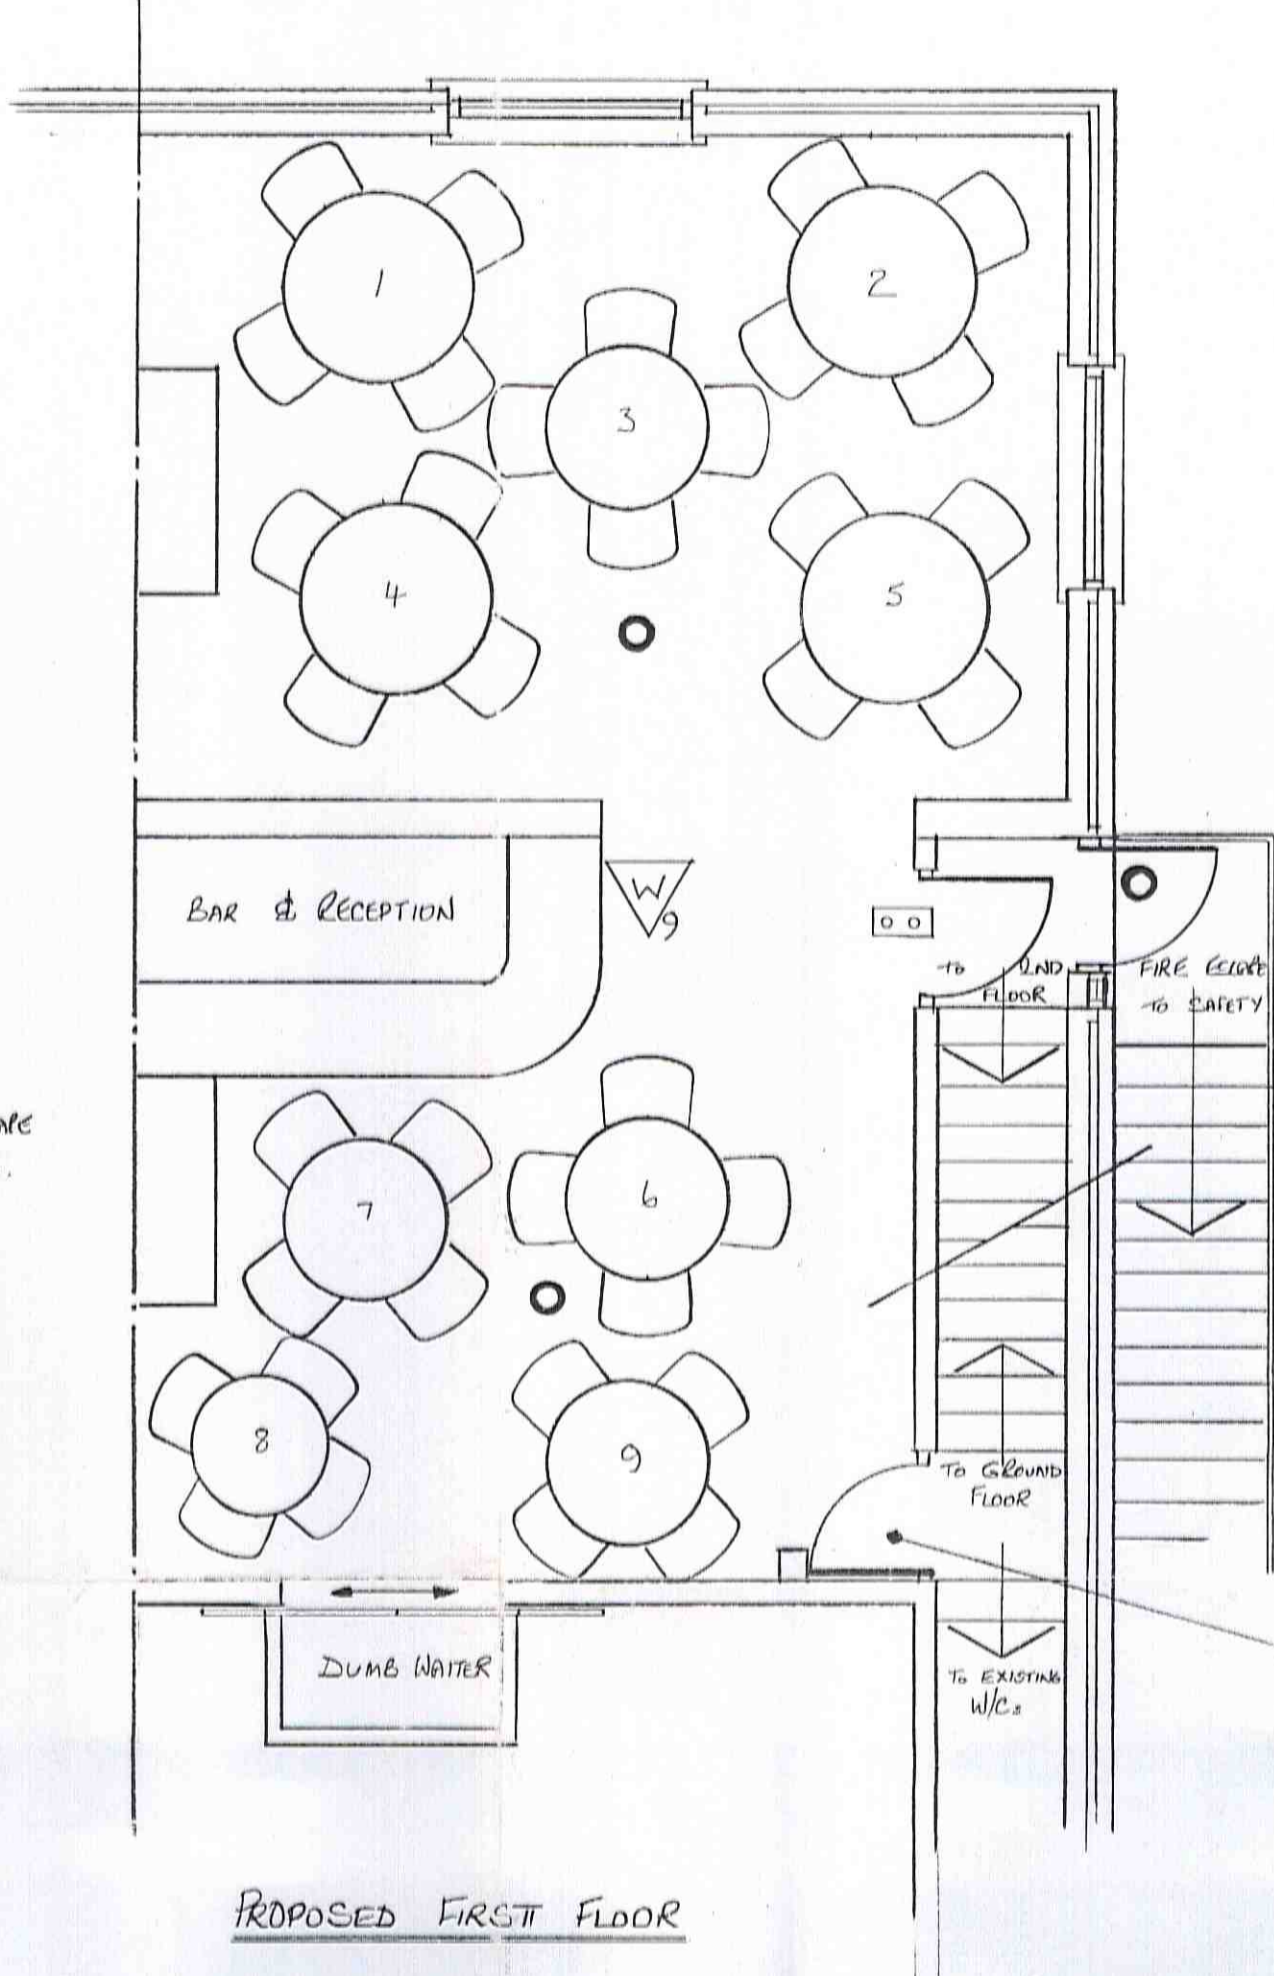 1
2
3
4
5
BAR & RECEPTION
W
9
TO 2ND
FLOOR
FIRE ESCAPE
TO SAFETY
7
6
8
9
TO GROUND
FLOOR
DUMB WAITER
TO EXISTING
W/Cs
PROPOSED FIRST FLOOR